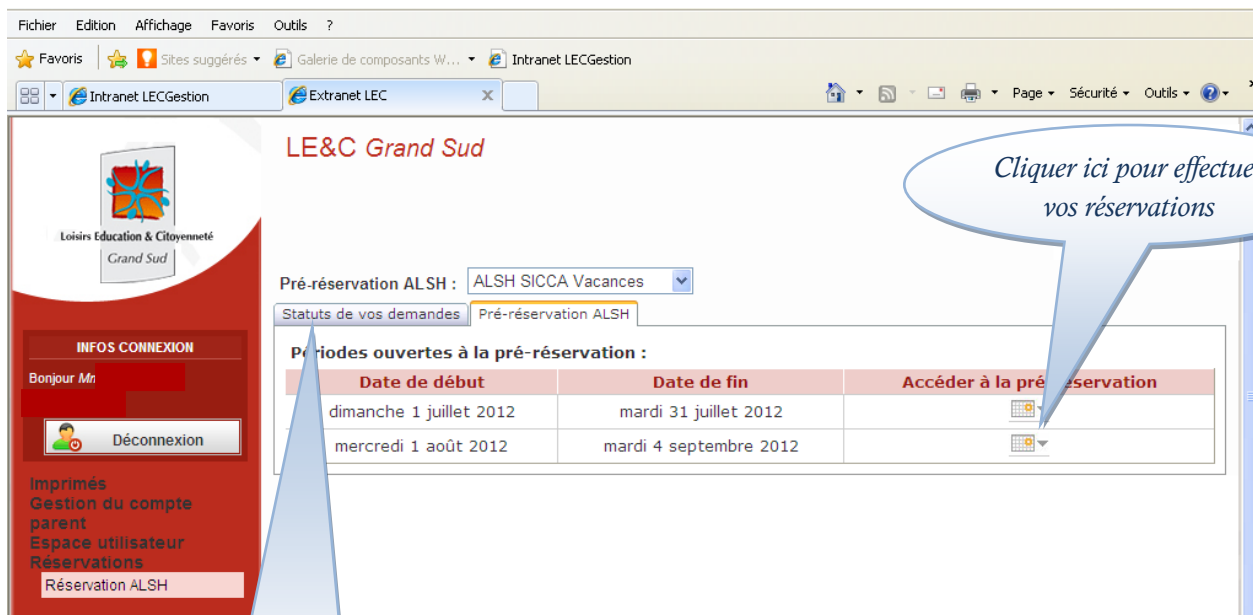 Fichier Edition Affichage Favoris Outils ?
Favoris Sites suggérés Galerie de composants W... Intranet LECGestion
Intranet LECGestion Extranet LEC X Page Sécurité Outils
LE&C Grand Sud
Cliquer ici pour effectue
vos réservations
Loisirs Education & Citoyenneté
Grand Sud
Pré-réservation ALSH : ALSH SICCA Vacances
Statuts de vos demandes Pré-réservation ALSH
INFOS CONNEXION
Bonjour
Déconnexion
Périodes ouvertes à la pré-réservation :
Date de début Date de fin Accéder à la pré-réservation
dimanche 1 juillet 2012 mardi 31 juillet 2012
mercredi 1 août 2012 mardi 4 septembre 2012
Imprimés
Gestion du compte
parent
Espace utilisateur
Réservations
Réservation ALSH